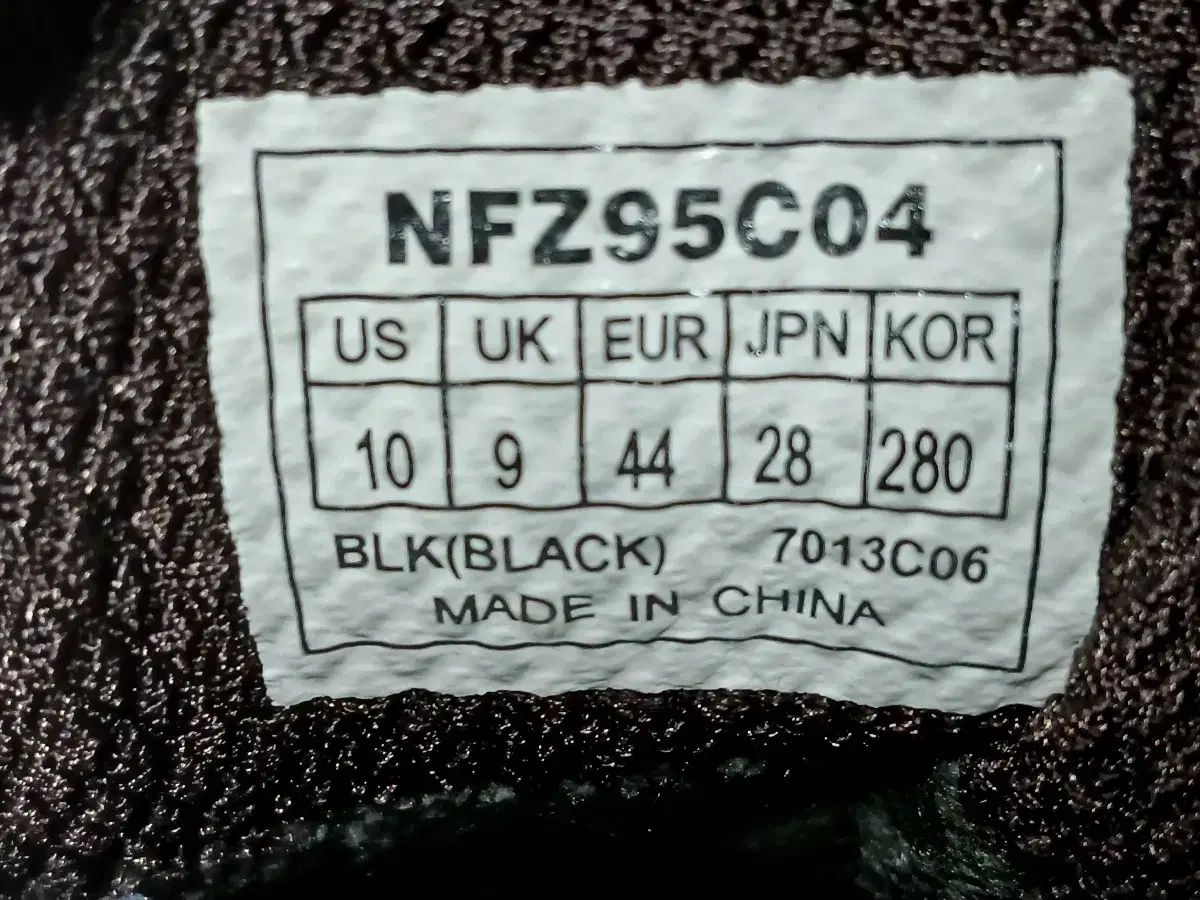 NFZ95C04
US UK EUR JPN KOR
10 9 44 28 280
BLK(BLACK) 7013C06
MADE IN CHINA